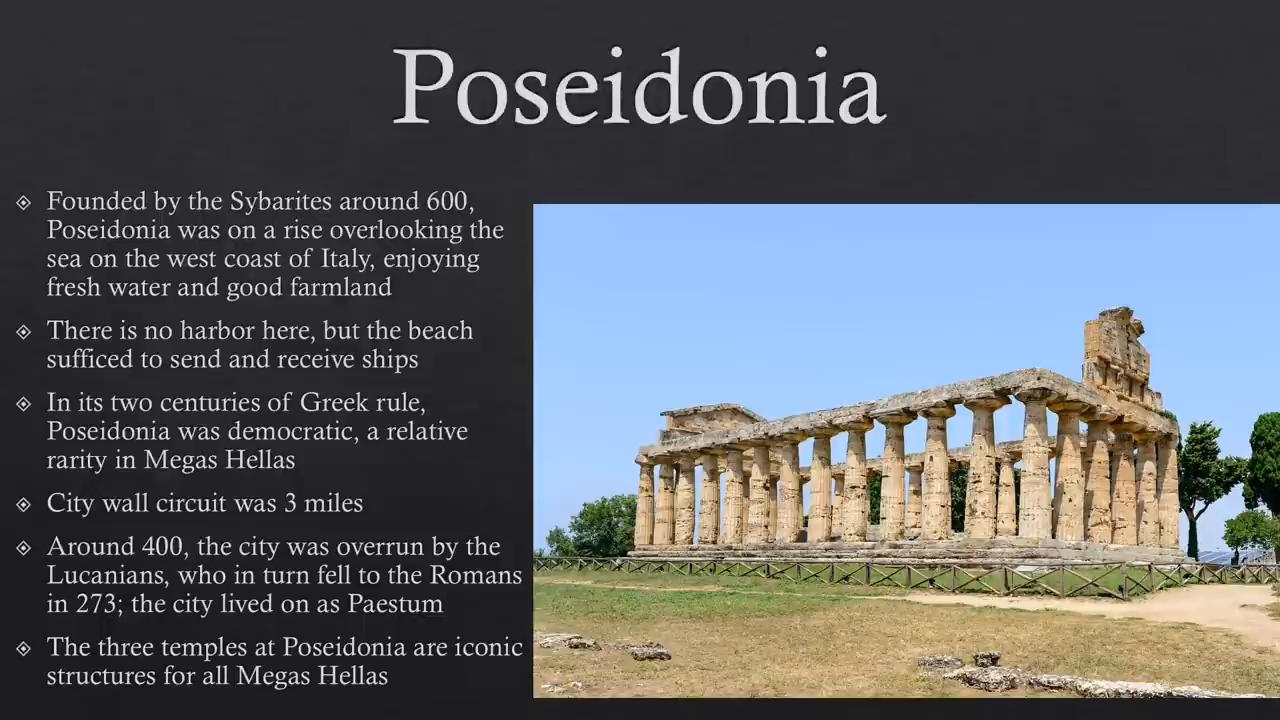 Poseidonia
Founded by the Sybarites around 600,
Poseidonia was on a rise overlooking the
sea on the west coast of Italy, enjoying
fresh water and good farmland
There is no harbor here, but the beach
sufficed to send and receive ships
In its two centuries of Greek rule,
Poseidonia was democratic, a relative
rarity in Megas Hellas
City wall circuit was 3 miles
Around 400, the city was overrun by the
Lucanians, who in turn fell to the Romans
in 273; the city lived on as Paestum
The three temples at Poseidonia are iconic
structures for all Megas Hellas